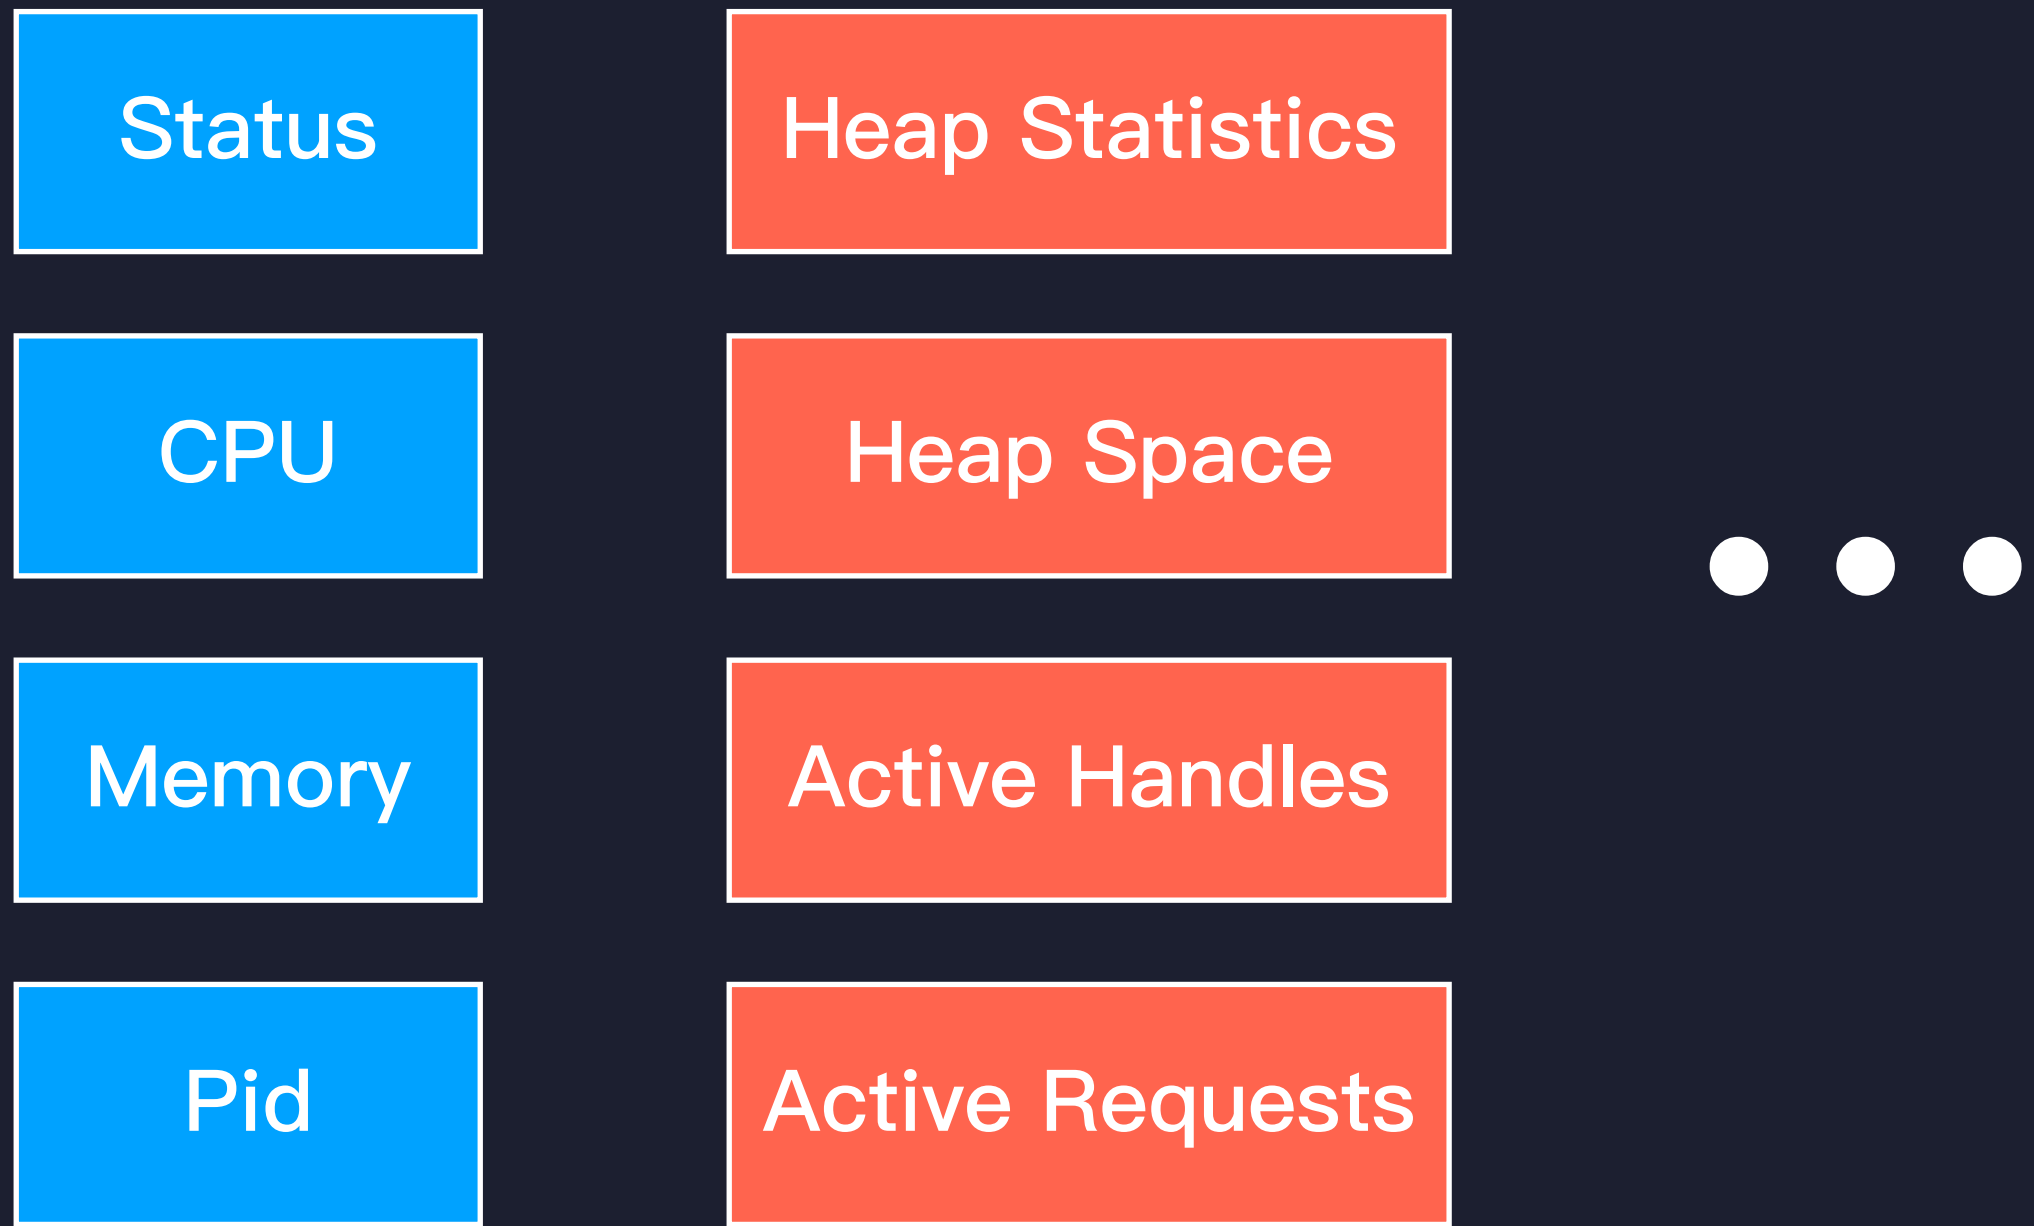 Status
Heap Statistics
CPU
Heap Space
Memory
Active Handles
Pid
Active Requests